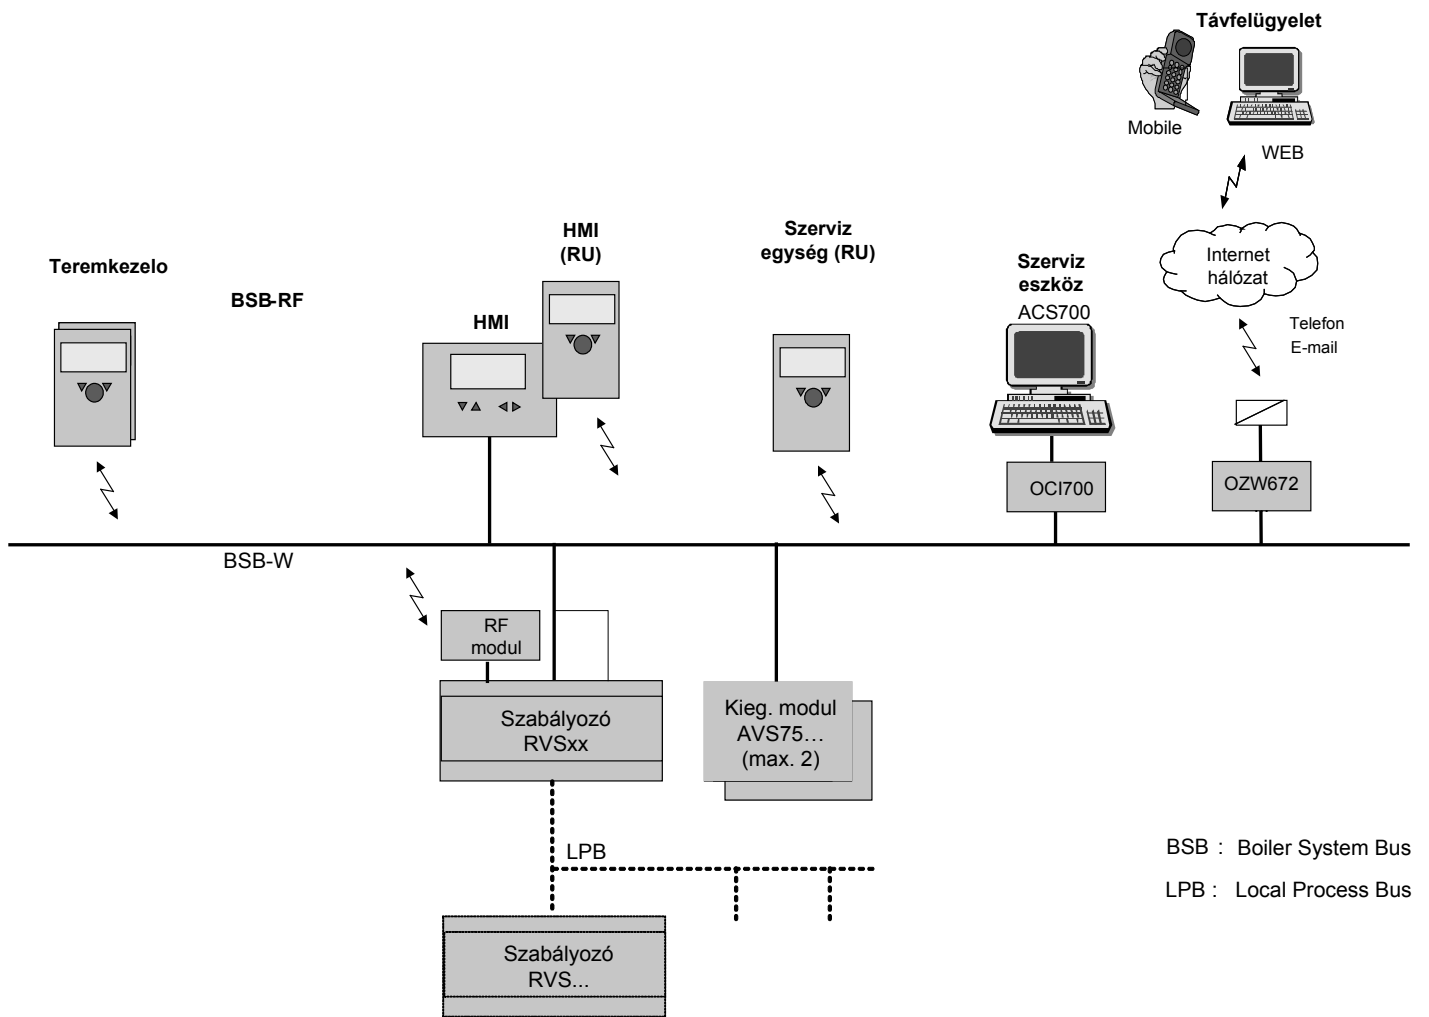 Távfelügyelet
Mobile
WEB
Internet
hálózat
Telefon
E-mail
Teremkezelo
BSB-RF
HMI
HMI
(RU)
Szerviz
egység (RU)
Szerviz
eszköz
ACS700
OCI700
OZW672
BSB-W
RF
modul
Szabályozó
RVSxx
Kieg. modul
AVS75...
(max. 2)
LPB
Szabályozó
RVS...
BSB : Boiler System Bus
LPB : Local Process Bus